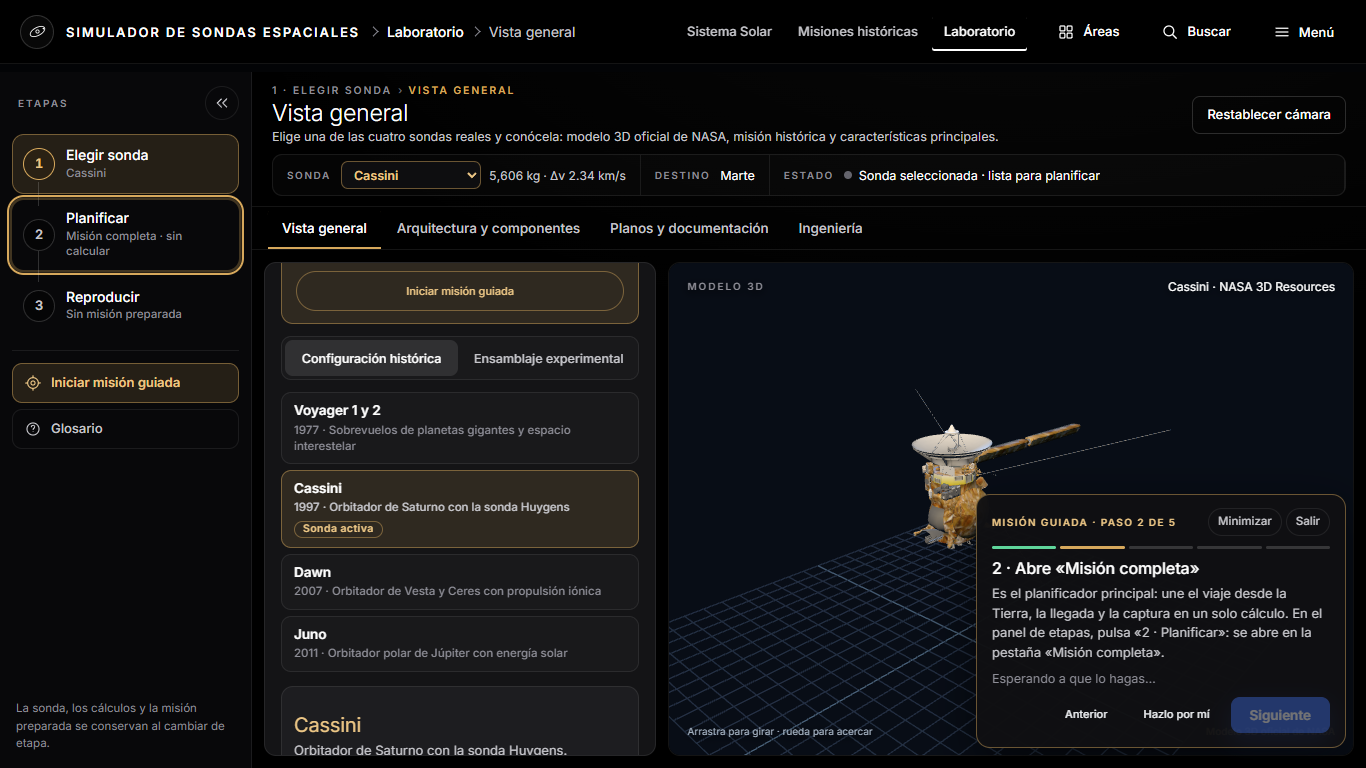 SIMULADOR DE SONDAS ESPACIALES
Laboratorio
Vista general
Sistema Solar
Misiones históricas
Laboratorio
Áreas
Buscar
Menú
ETAPAS
1
Elegir sonda
Cassini
2
Planificar
Misión completa · sin
calcular
3
Reproducir
Sin misión preparada
Iniciar misión guiada
Glosario
La sonda, los cálculos y la misión
preparada se conservan al cambiar de
etapa.
1 · ELEGIR SONDA › VISTA GENERAL
Vista general
Elige una de las cuatro sondas reales y conócela: modelo 3D oficial de NASA, misión histórica y características principales.
Restablecer cámara
SONDA
Cassini
5,606 kg · Δv 2.34 km/s
DESTINO Marte
ESTADO
Sonda seleccionada · lista para planificar
Vista general
Arquitectura y componentes
Planos y documentación
Ingeniería
Iniciar misión guiada
Configuración histórica
Ensamblaje experimental
Voyager 1 y 2
1977 · Sobrevuelos de planetas gigantes y espacio
interestelar
Cassini
1997 · Orbitador de Saturno con la sonda Huygens
Sonda activa
Dawn
2007 · Orbitador de Vesta y Ceres con propulsión iónica
Juno
2011 · Orbitador polar de Júpiter con energía solar
Cassini
Orbitador de Saturno con la sonda Huygens.
MODELO 3D
Cassini · NASA 3D Resources
Arrastra para girar · rueda para acercar
MISIÓN GUIADA · PASO 2 DE 5
Minimizar
Salir
2 · Abre «Misión completa»
Es el planificador principal: une el viaje desde la
Tierra, la llegada y la captura en un solo cálculo. En el
panel de etapas, pulsa «2 · Planificar»: se abre en la
pestaña «Misión completa».
Esperando a que lo hagas...
Anterior
Hazlo por mí
Siguiente